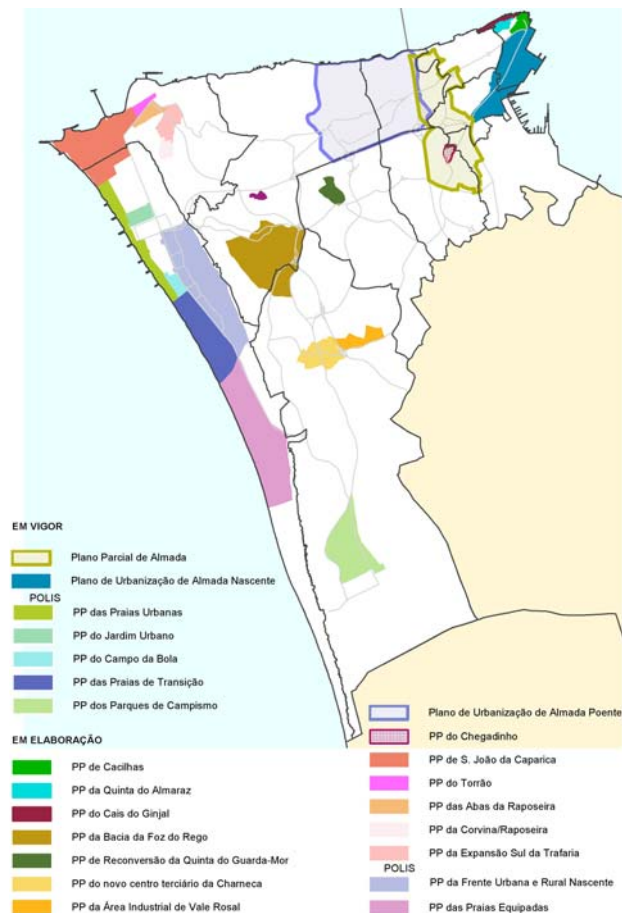 EM VIGOR
Plano Parcial de Almada
Plano de Urbanização de Almada Nascente
POLIS
PP das Praias Urbanas
PP do Jardim Urbano
PP do Campo da Bola
PP das Praias de Transição
PP dos Parques de Campismo
EM ELABORAÇÃO
PP de Cacilhas
PP da Quinta do Almaraz
PP do Cais do Ginjal
PP da Bacia da Foz do Rego
PP de Reconversão da Quinta do Guarda-Mor
PP do novo centro terciário da Charneca
PP da Área Industrial de Vale Rosal
Plano de Urbanização de Almada Poente
PP do Chegadinho
PP de S. João da Caparica
PP do Torrão
PP das Abas da Raposeira
PP da Corvina/Raposeira
PP da Expansão Sul da Trafaria
POLIS
PP da Frente Urbana e Rural Nascente
PP das Praias Equipadas